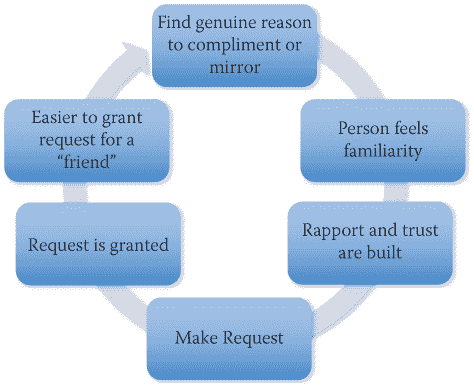 Find genuine reason
to compliment or
mirror
Person feels
familiarity
Rapport and trust
are built
Make Request
Request is granted
Easier to grant
request for a
“friend”